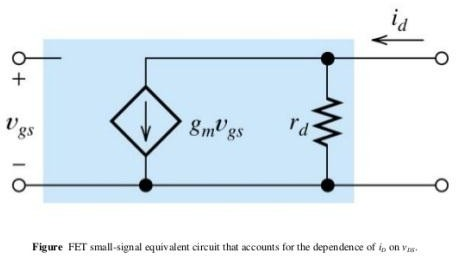 i_d
+
v_gs
g_m v_gs
r_d
−
Figure FET small-signal equivalent circuit that accounts for the dependence of i_D on v_DS.